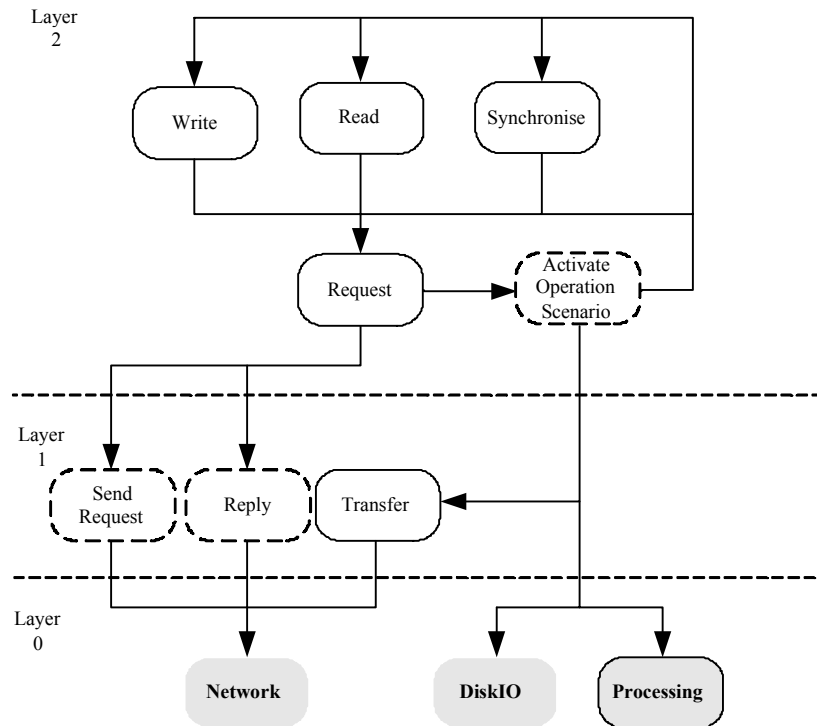 Layer
2
Write
Read
Synchronise
Request
Activate
Operation
Scenario
Layer
1
Send
Request
Reply
Transfer
Layer
0
Network
DiskIO
Processing